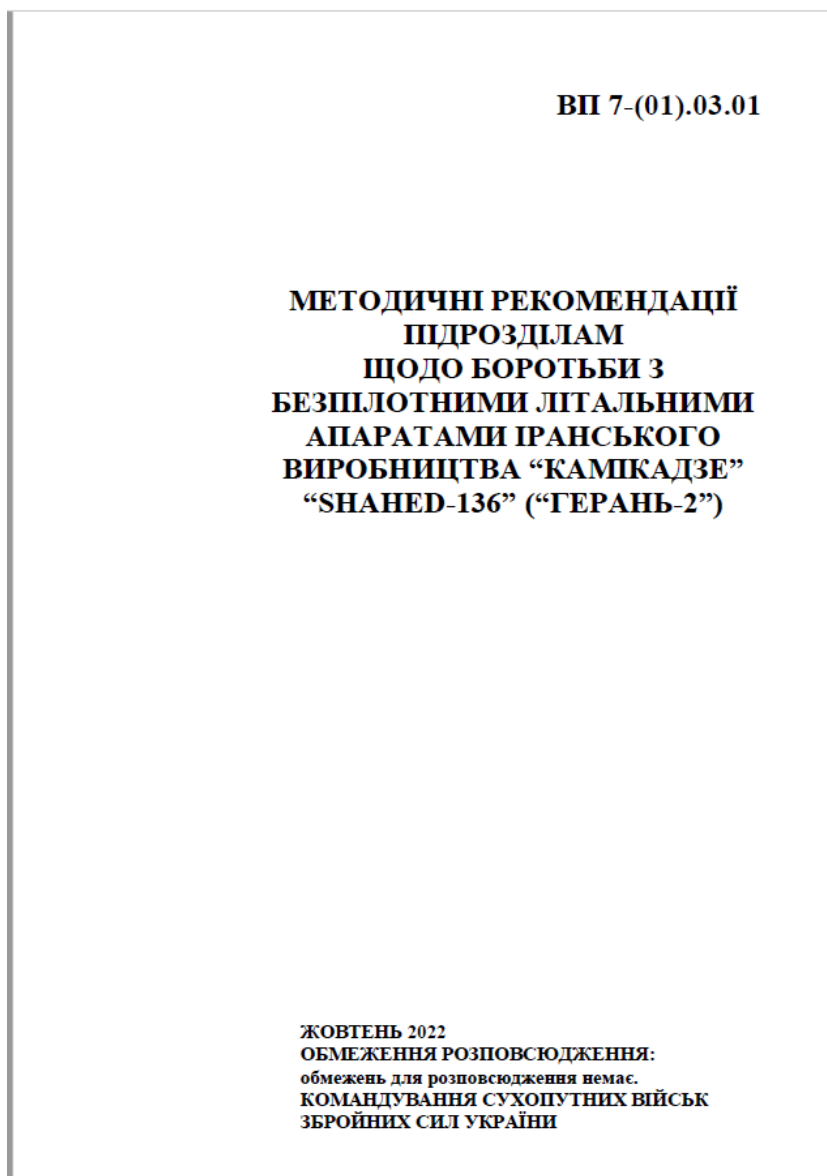 ВП 7-(01).03.01
МЕТОДИЧНІ РЕКОМЕНДАЦІЇ
ПІДРОЗДІЛАМ
ЩОДО БОРОТЬБИ З
БЕЗПІЛОТНИМИ ЛІТАЛЬНИМИ
АПАРАТАМИ ІРАНСЬКОГО
ВИРОБНИЦТВА “КАМІКАДЗЕ”
“SHAHED-136” (“ГЕРАНЬ-2”)
ЖОВТЕНЬ 2022
ОБМЕЖЕННЯ РОЗПОВСЮДЖЕННЯ:
обмежень для розповсюдження немає.
КОМАНДУВАННЯ СУХОПУТНИХ ВІЙСЬК
ЗБРОЙНИХ СИЛ УКРАЇНИ